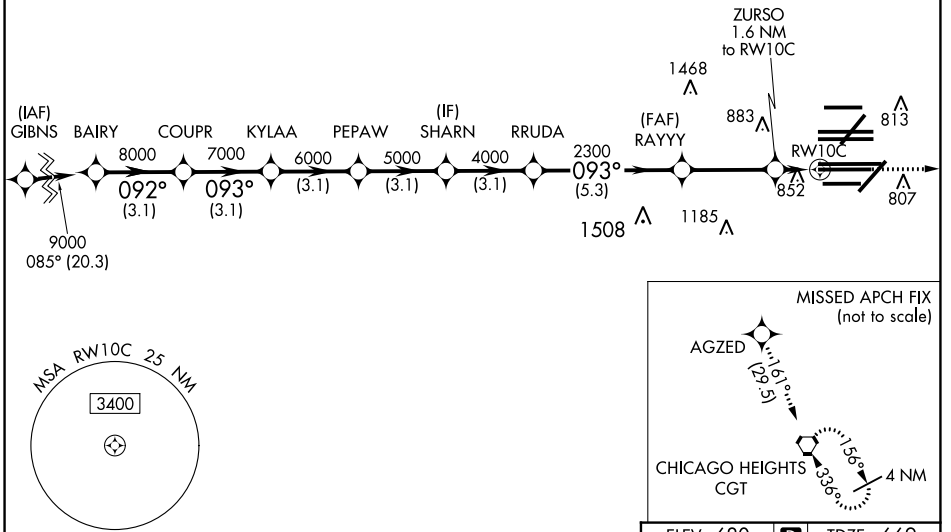 ZURSO
1.6 NM
to RW10C
1468
(IAF)
GIBNS
BAIRY
COUPR
KYLAA
PEPAW
(IF)
SHARN
RRUDA
(FAF)
RAYYY
883
813
RW10C
8000
092°
(3.1)
7000
093°
(3.1)
6000
(3.1)
5000
(3.1)
4000
(3.1)
2300
093°
(5.3)
852
807
9000
085° (20.3)
1508
1185
MISSED APCH FIX
(not to scale)
AGZED
161°
(29.5)
CHICAGO HEIGHTS
CGT
156°
336°
4 NM
MSA RW10C 25 NM
3400